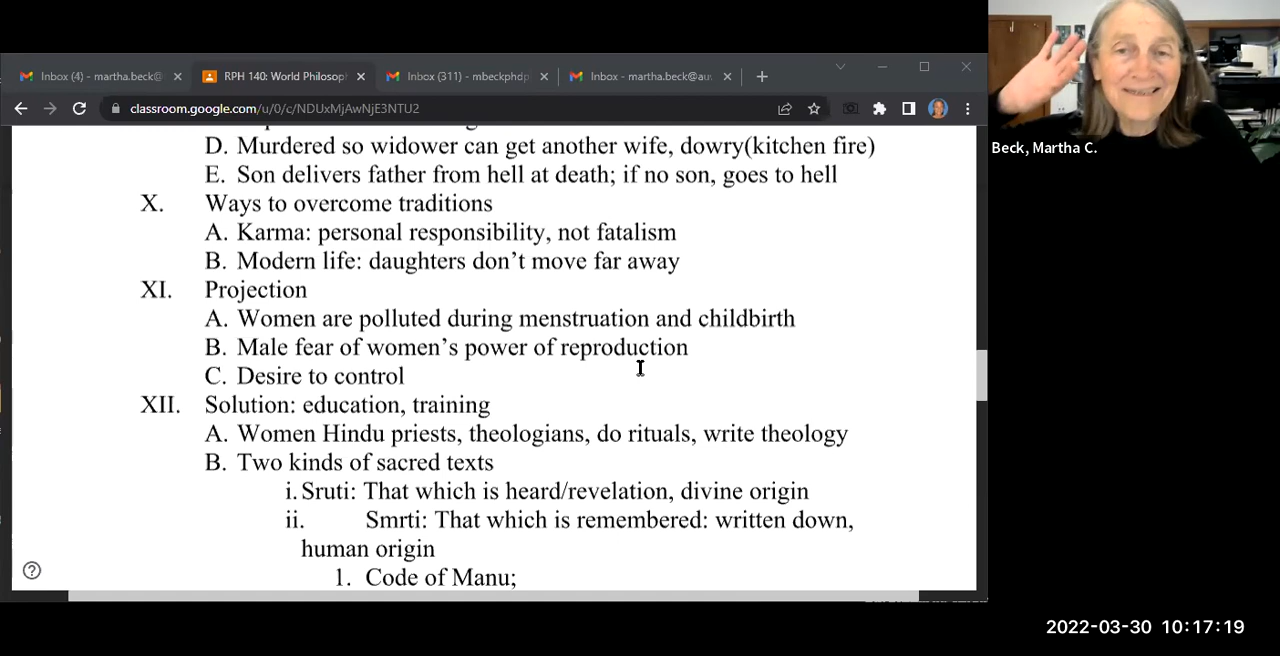 Inbox (4) - martha.beck@
RPH 140: World Philosoph
Inbox (311) - mbeckphdp
Inbox - martha.beck@au
classroom.google.com/u/0/c/NDUxMjAwNjE3NTU2
Beck, Martha C.
D. Murdered so widower can get another wife, dowry(kitchen fire)
E. Son delivers father from hell at death; if no son, goes to hell
X. Ways to overcome traditions
A. Karma: personal responsibility, not fatalism
B. Modern life: daughters don’t move far away
XI. Projection
A. Women are polluted during menstruation and childbirth
B. Male fear of women’s power of reproduction
C. Desire to control
XII. Solution: education, training
A. Women Hindu priests, theologians, do rituals, write theology
B. Two kinds of sacred texts
i. Sruti: That which is heard/revelation, divine origin
ii. Smrti: That which is remembered: written down,
human origin
1. Code of Manu;
2022-03-30 10:17:19